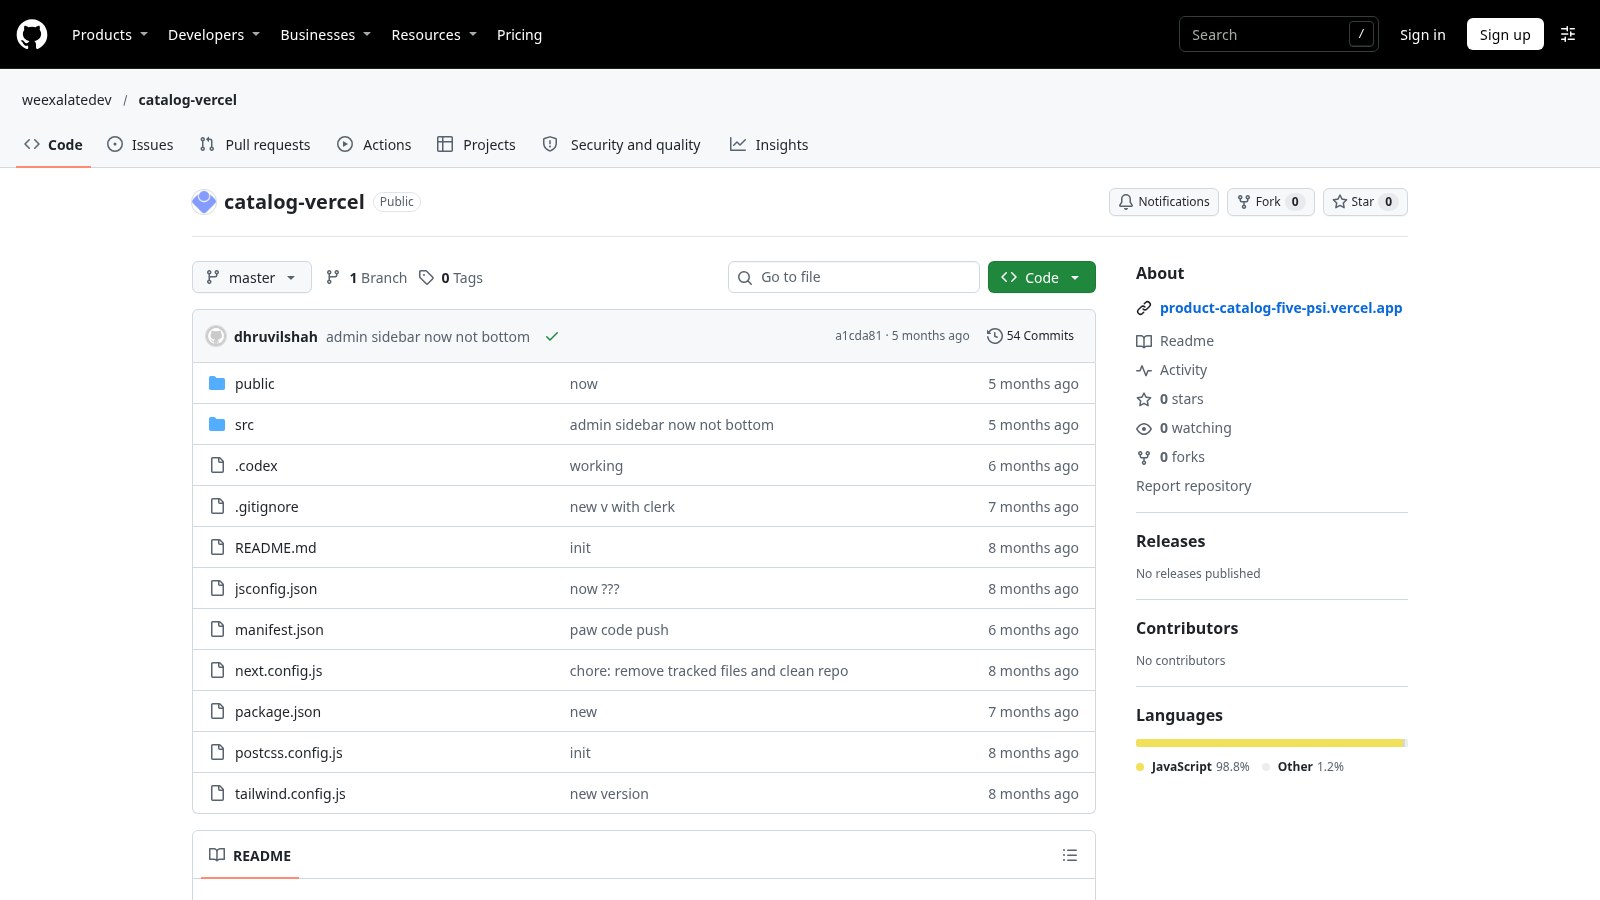 Products Developers Businesses Resources Pricing Search / Sign in Sign up
weexalatedev / catalog-vercel
Code Issues Pull requests Actions Projects Security and quality Insights
catalog-vercel Public Notifications Fork 0 Star 0
master 1 Branch 0 Tags Go to file Code
dhruvilshah admin sidebar now not bottom a1cda81 · 5 months ago 54 Commits
public now 5 months ago
src admin sidebar now not bottom 5 months ago
.codex working 6 months ago
.gitignore new v with clerk 7 months ago
README.md init 8 months ago
jsconfig.json now ??? 8 months ago
manifest.json paw code push 6 months ago
next.config.js chore: remove tracked files and clean repo 8 months ago
package.json new 7 months ago
postcss.config.js init 8 months ago
tailwind.config.js new version 8 months ago
README
About
product-catalog-five-psi.vercel.app
Readme
Activity
0 stars
0 watching
0 forks
Report repository
Releases
No releases published
Contributors
No contributors
Languages
JavaScript 98.8% Other 1.2%